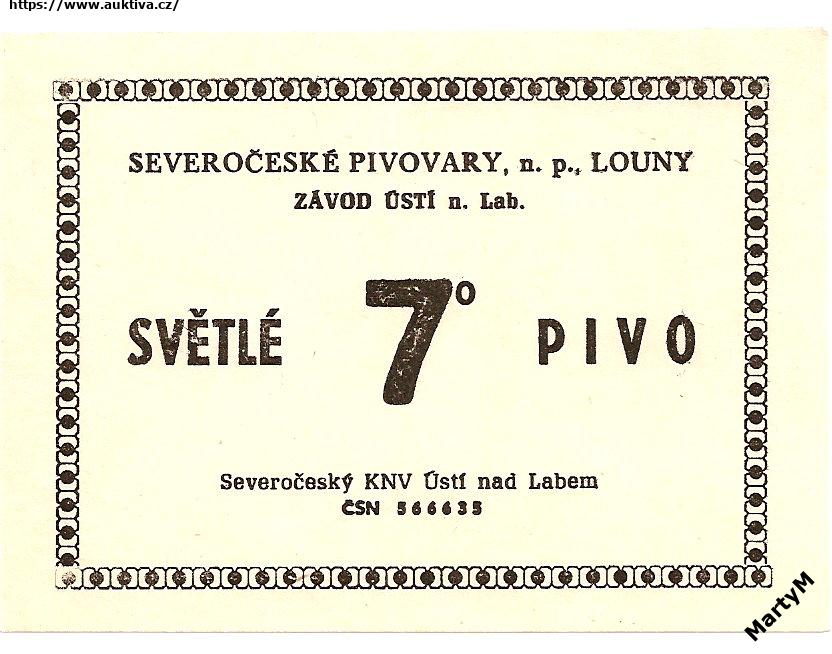 https://www.auktiva.cz/
SEVEROČESKÉ PIVOVARY, n. p., LOUNY
ZÁVOD ÚSTÍ n. Lab.
SVĚTLÉ 7° PIVO
Severočeský KNV Ústí nad Labem
ČSN 566635
MartyM